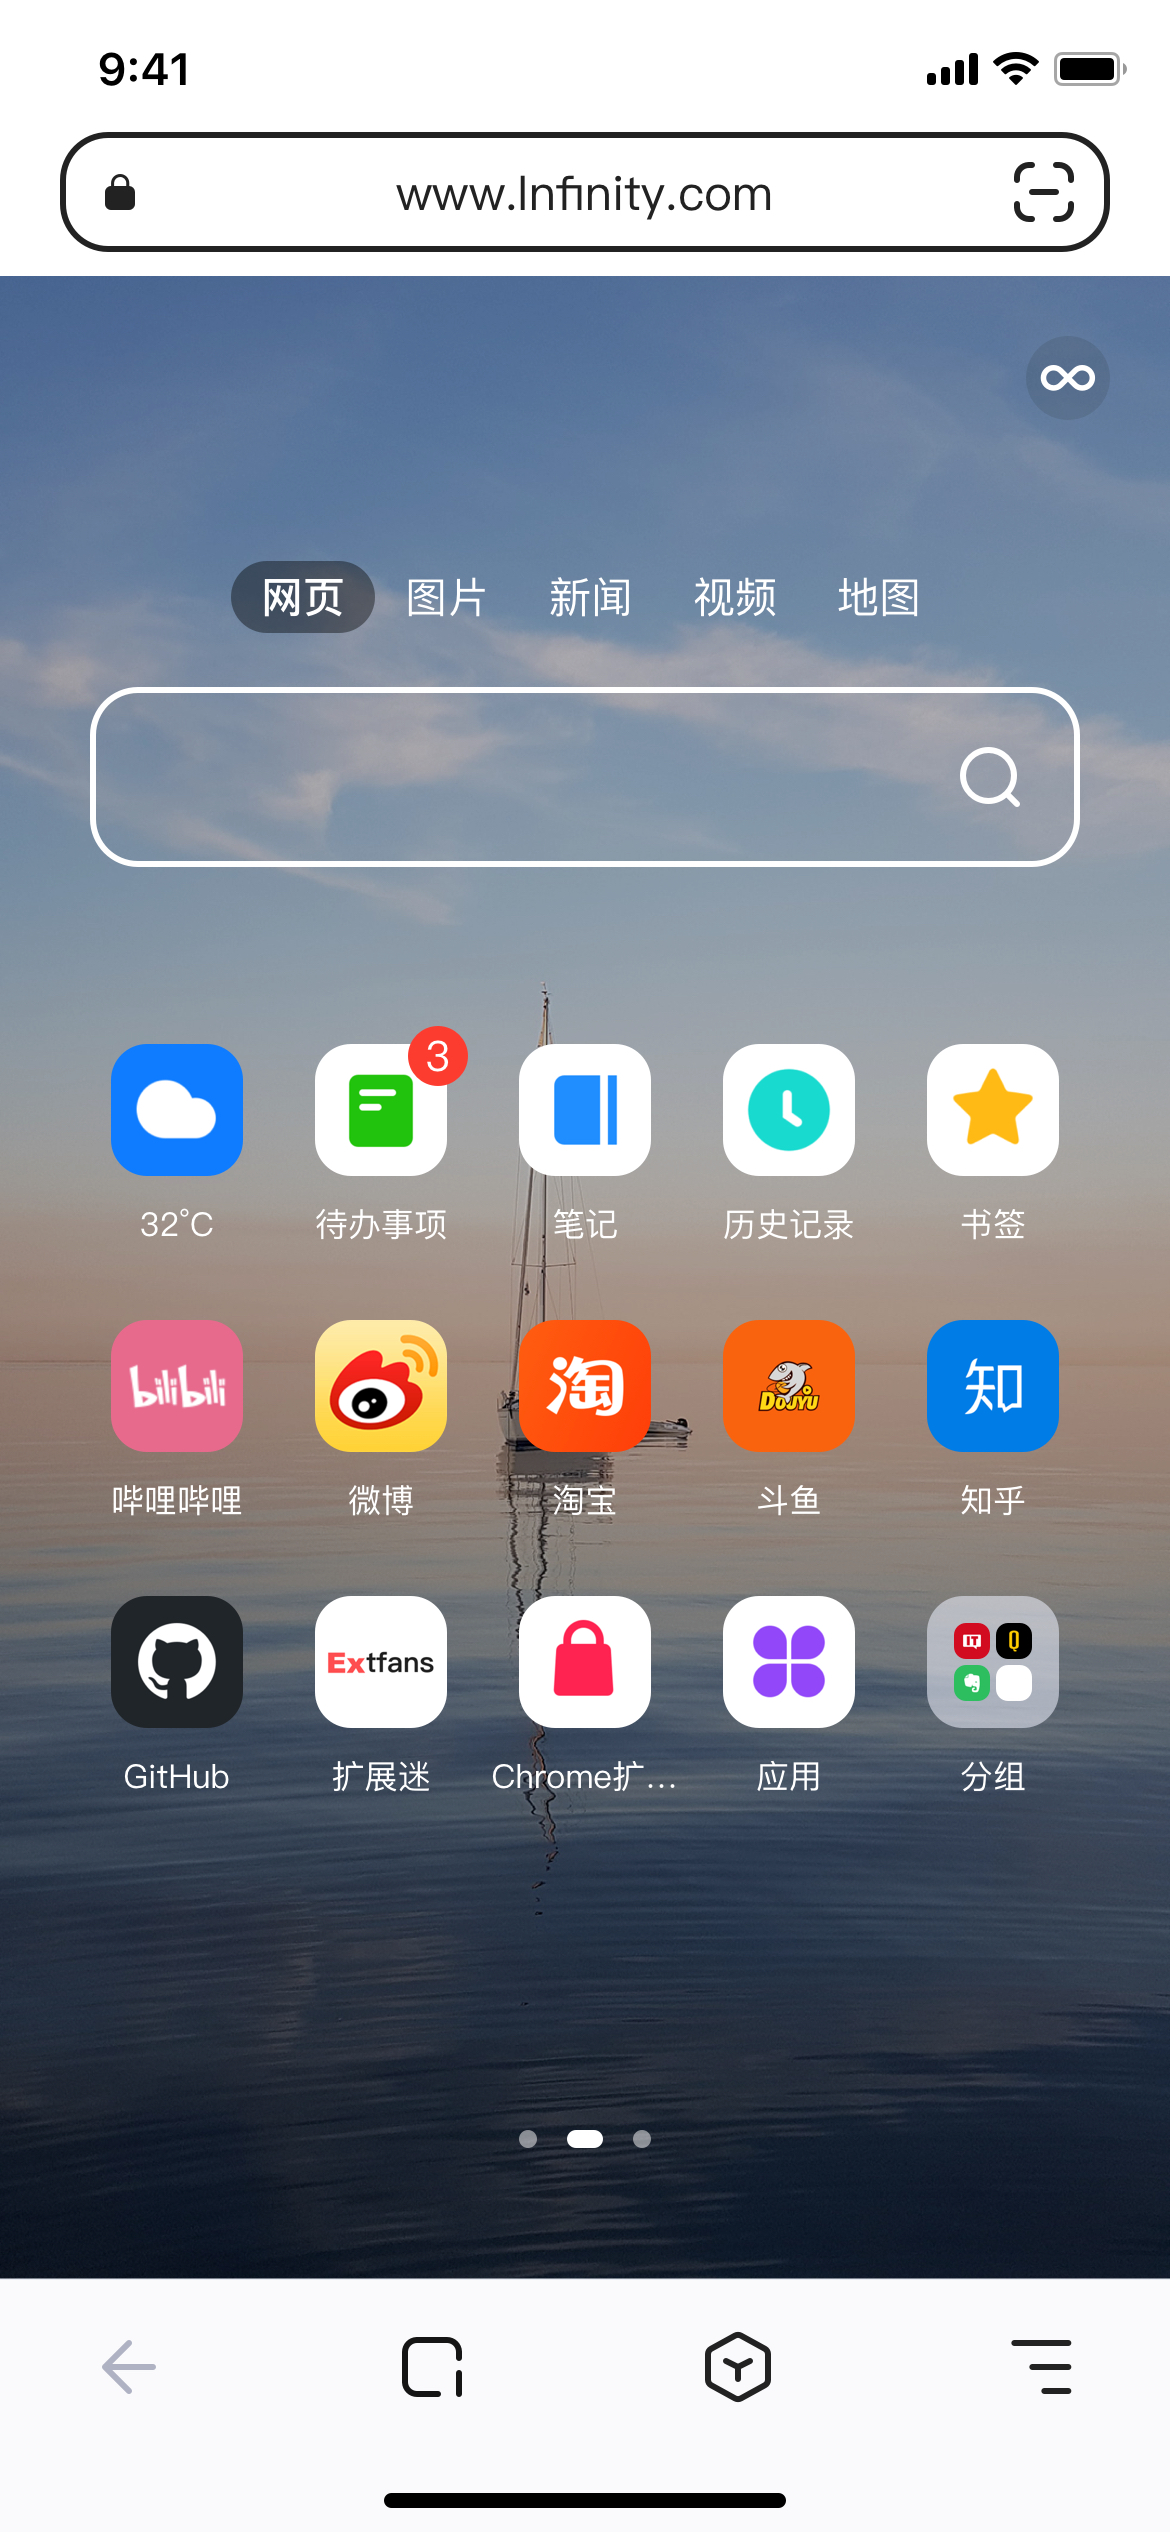 9:41
www.Infinity.com
网页 图片 新闻 视频 地图
3
32°C 待办事项 笔记 历史记录 书签
bilibili 淘 DOUYU 知
哔哩哔哩 微博 淘宝 斗鱼 知乎
Extfans IT Q
GitHub 扩展迷 Chrome扩... 应用 分组